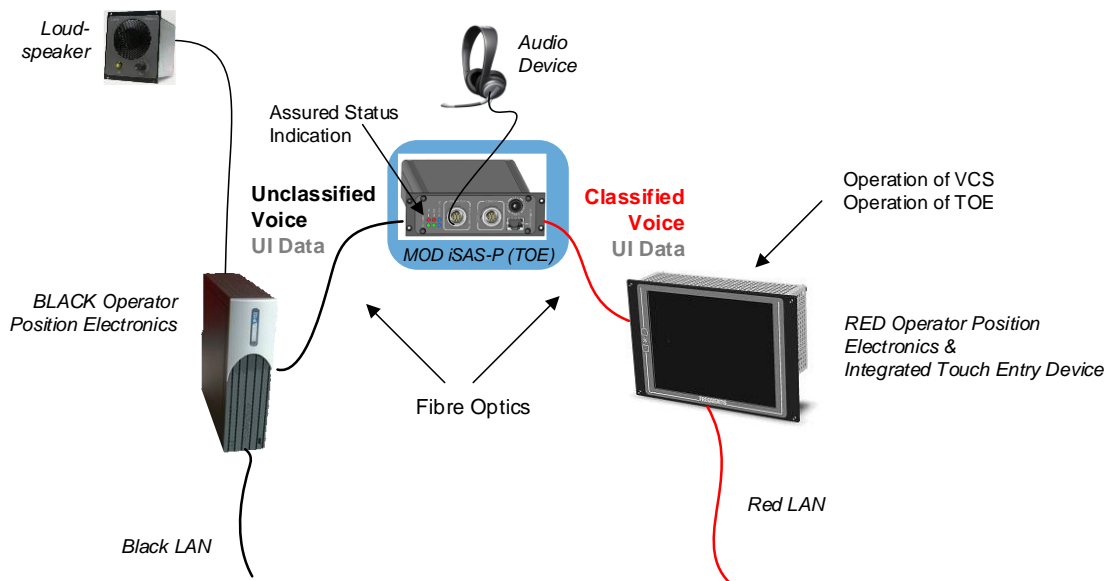 Loud-
speaker
Audio
Device
Assured Status
Indication
Unclassified
Voice
UI Data
MOD iSAS-P (TOE)
Classified
Voice
UI Data
Operation of VCS
Operation of TOE
BLACK Operator
Position Electronics
RED Operator Position
Electronics &
Integrated Touch Entry Device
Fibre Optics
Black LAN
Red LAN